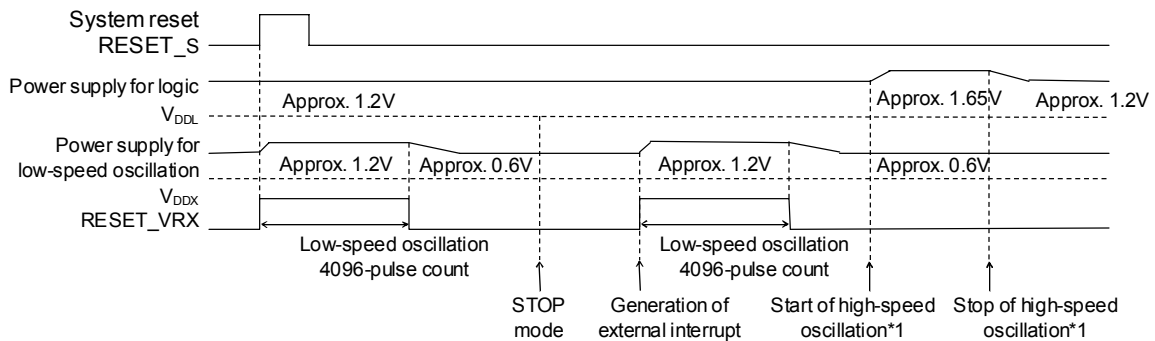 System reset
RESET_S
Power supply for logic
Approx. 1.2V
Approx. 1.65V
Approx. 1.2V
VDDL
Power supply for
low-speed oscillation
Approx. 1.2V
Approx. 0.6V
Approx. 1.2V
Approx. 0.6V
VDDX
RESET_VRX
Low-speed oscillation
4096-pulse count
Low-speed oscillation
4096-pulse count
STOP
mode
Generation of
external interrupt
Start of high-speed
oscillation*1
Stop of high-speed
oscillation*1